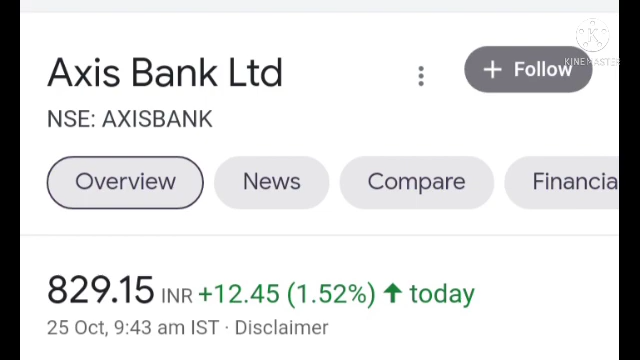 KINEMASTER
Axis Bank Ltd
+ Follow
NSE: AXISBANK
Overview News Compare Financia
829.15 INR +12.45 (1.52%) ↑ today
25 Oct, 9:43 am IST · Disclaimer